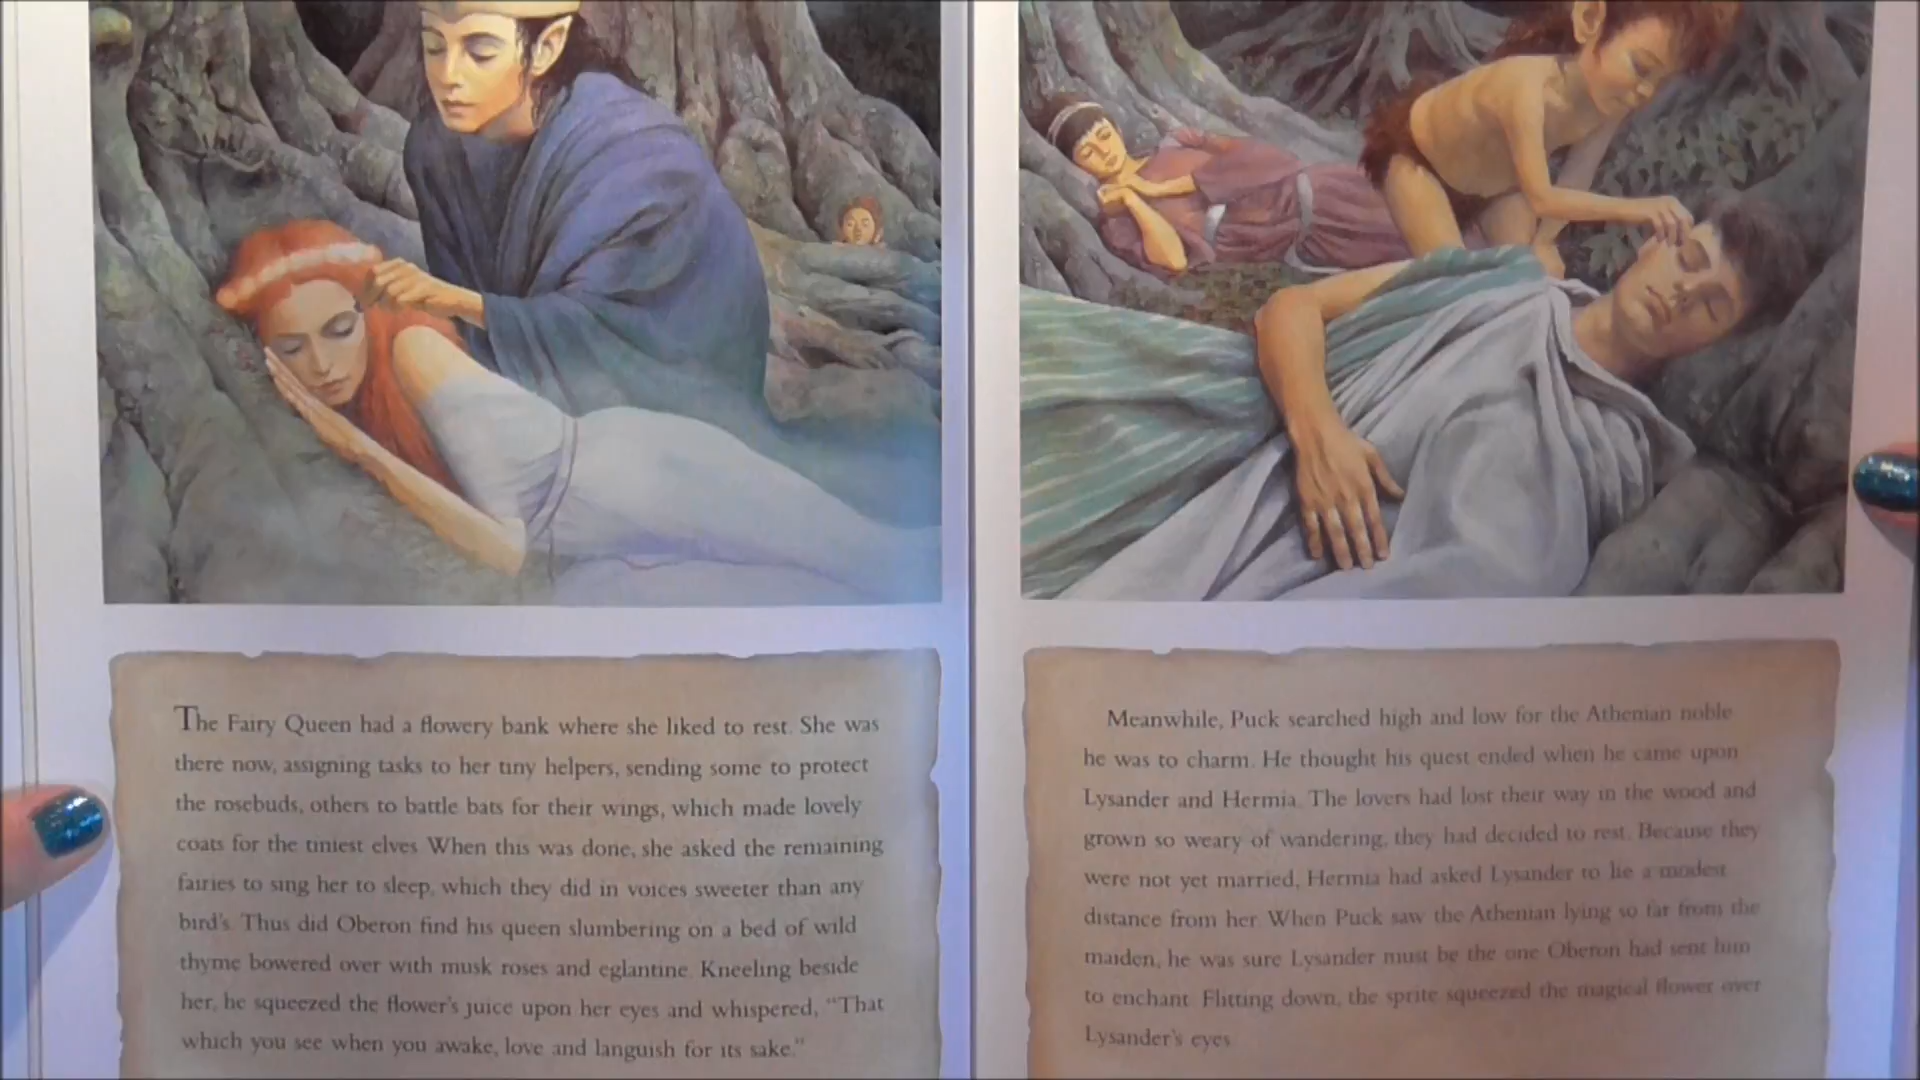 The Fairy Queen had a flowery bank where she liked to rest. She was
there now, assigning tasks to her tiny helpers, sending some to protect
the rosebuds, others to battle bats for their wings, which made lovely
coats for the tiniest elves. When this was done, she asked the remaining
fairies to sing her to sleep, which they did in voices sweeter than any
bird's. Thus did Oberon find his queen slumbering on a bed of wild
thyme bowered over with musk roses and eglantine. Kneeling beside
her, he squeezed the flower's juice upon her eyes and whispered, “That
which you see when you awake, love and languish for its sake.”
Meanwhile, Puck searched high and low for the Athenian noble
he was to charm. He thought his quest ended when he came upon
Lysander and Hermia. The lovers had lost their way in the wood and
grown so weary of wandering, they had decided to rest. Because they
were not yet married, Hermia had asked Lysander to lie a modest
distance from her. When Puck saw the Athenian lying so far from the
maiden, he was sure Lysander must be the one Oberon had sent him
to enchant. Flitting down, the sprite squeezed the magical flower over
Lysander's eyes.